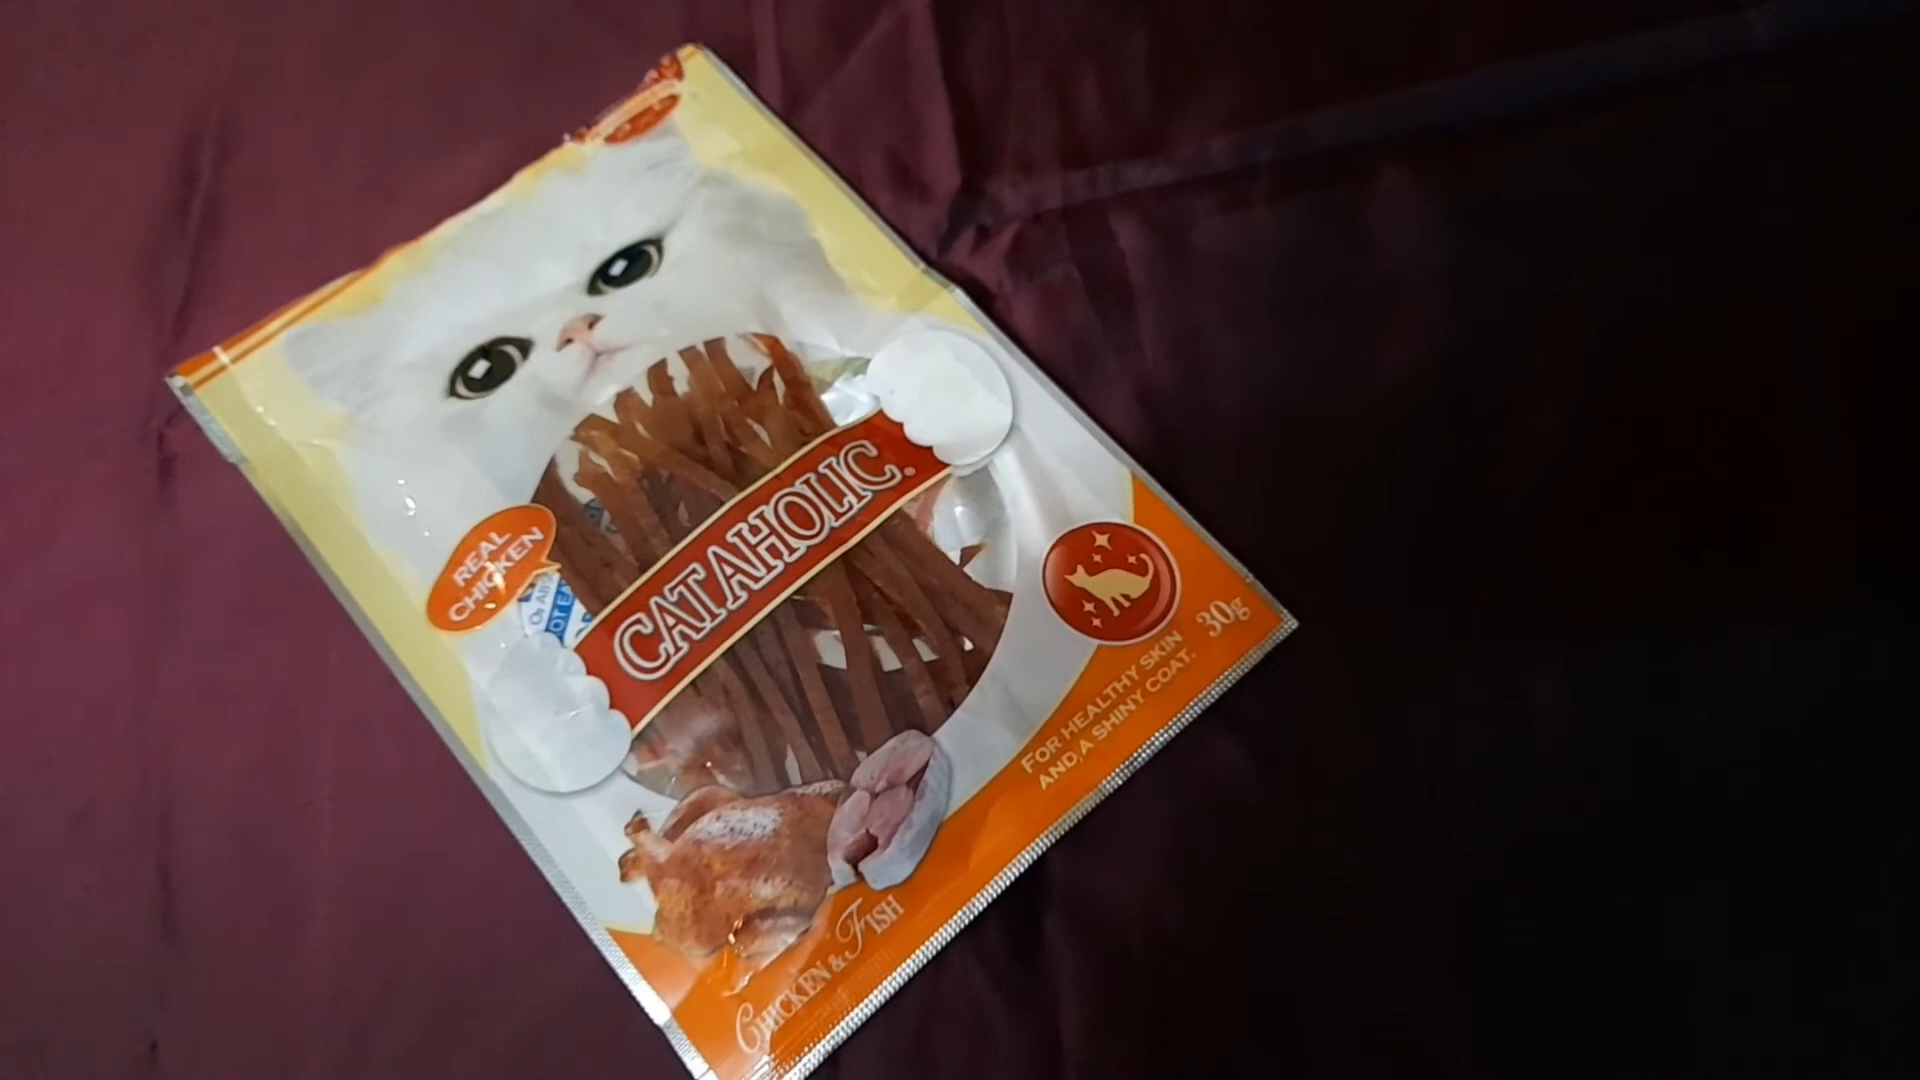 CATAHOLIC®
REAL
CHICKEN
30g
FOR HEALTHY SKIN
AND A SHINY COAT.
CHICKEN & FISH